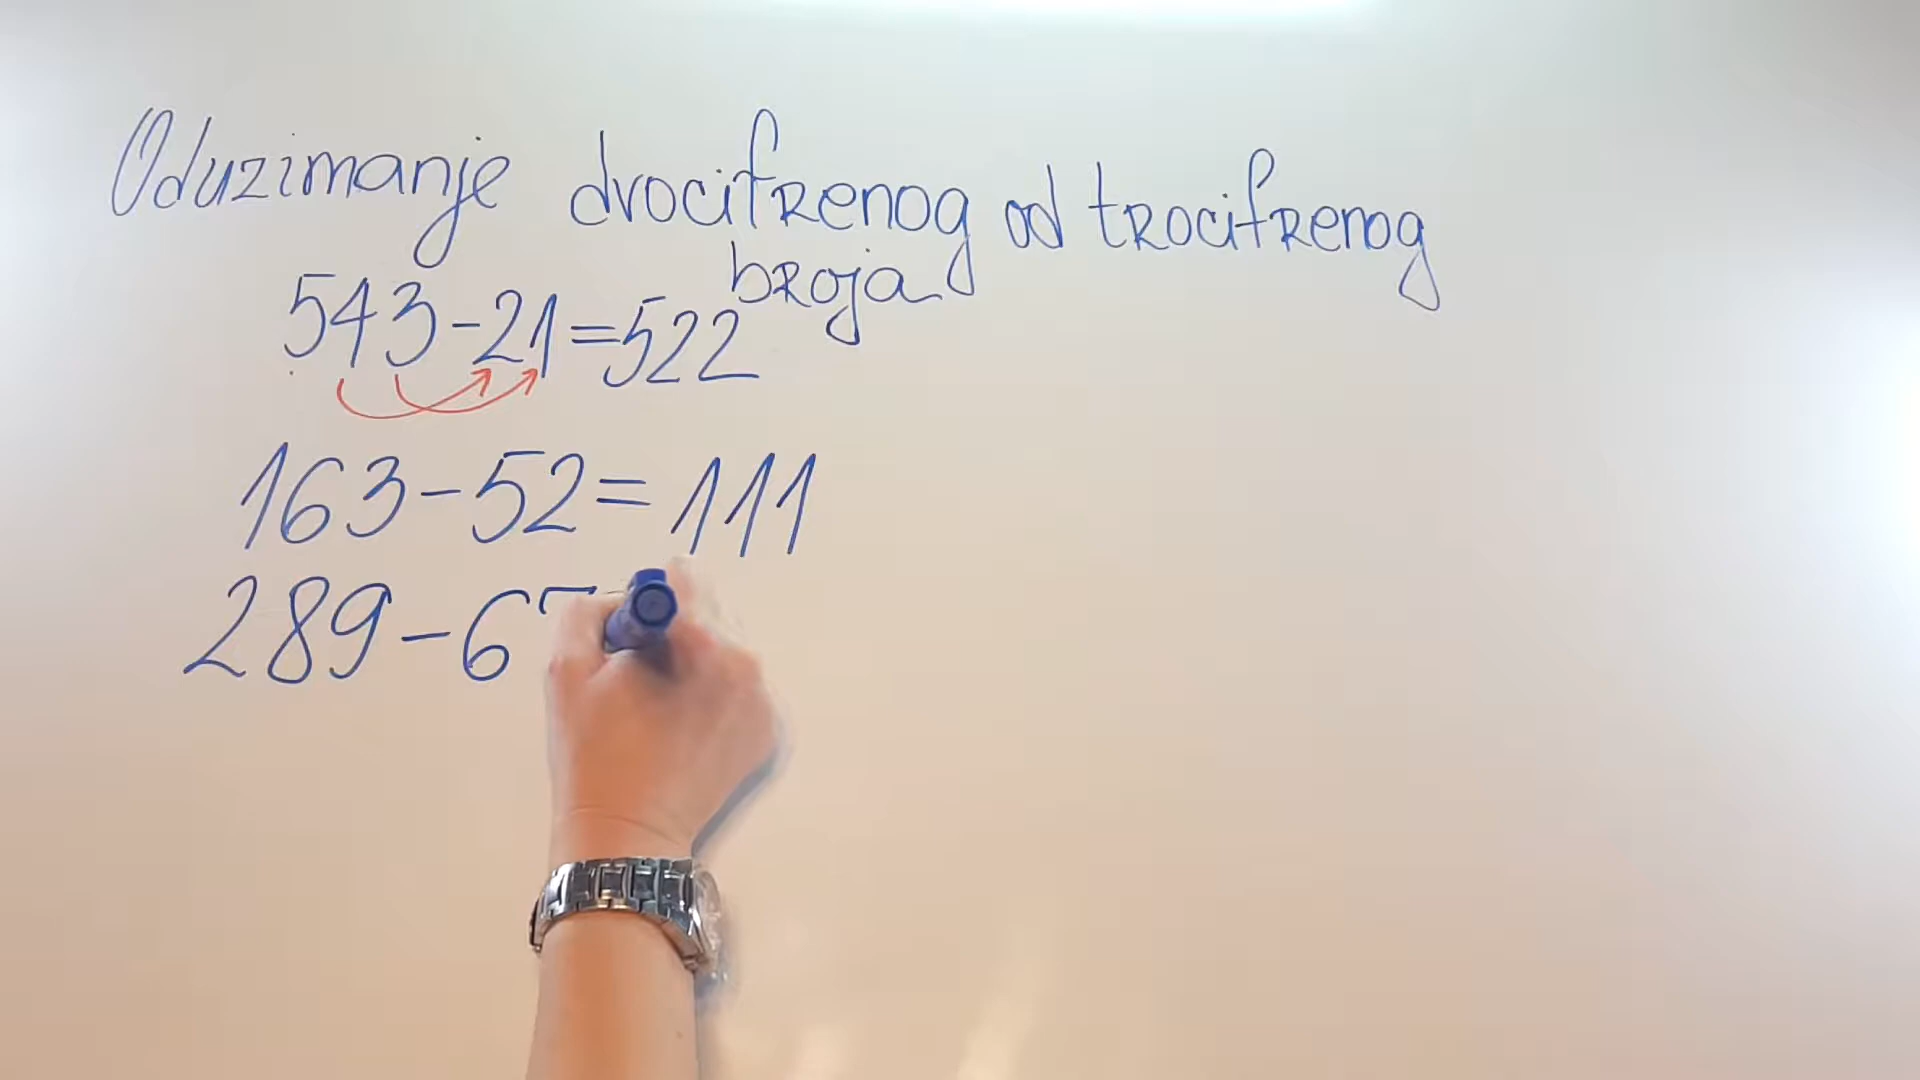 Oduzimanje dvocifrenog od trocifrenog
broja
543-21=522
163-52=111
289-6